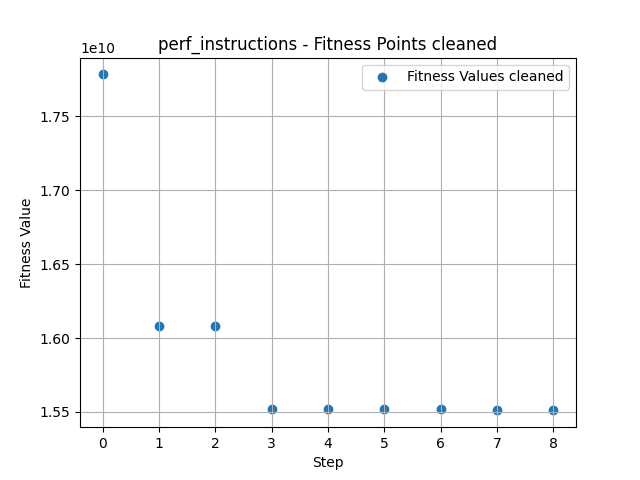 perf_instructions - Fitness Points cleaned
1e10
Fitness Values cleaned
1.75
1.70
1.65
1.60
1.55
Fitness Value
0 1 2 3 4 5 6 7 8
Step